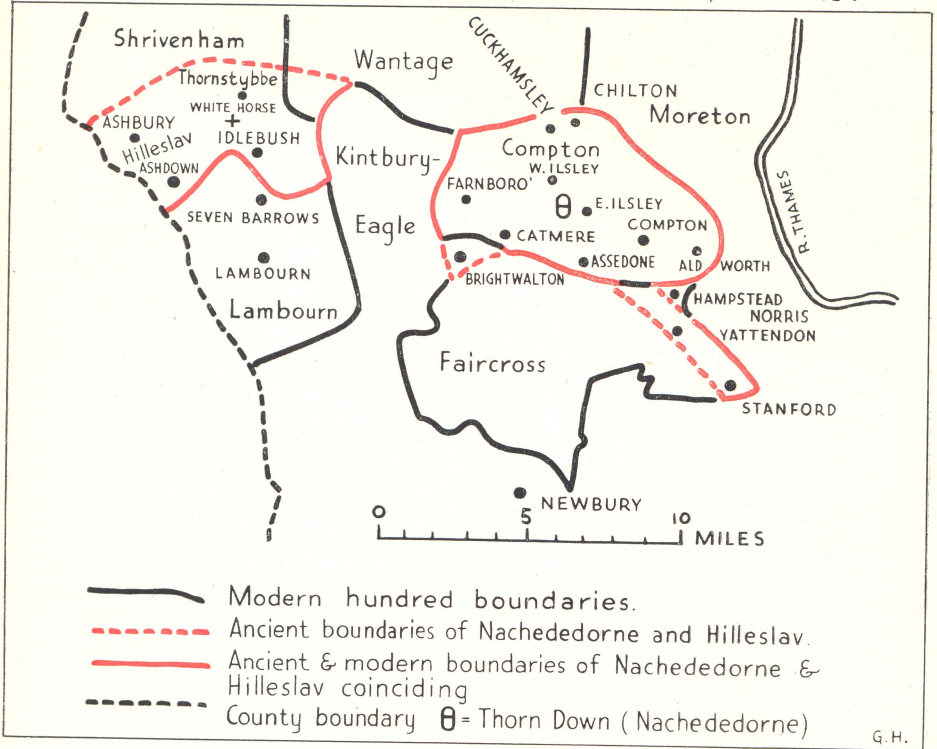 Shrivenham
Wantage
CUCKHAMSLEY
CHILTON
Moreton
Thornstybbe
WHITE HORSE
ASHBURY
Hilleslav
IDLEBUSH
ASHDOWN
Kintbury-
Eagle
Compton
W. ILSLEY
FARNBORO'
θ
E. ILSLEY
SEVEN BARROWS
CATMERE
COMPTON
R. THAMES
LAMBOURN
ASSEDONE
ALD WORTH
BRIGHTWALTON
Lambourn
HAMPSTEAD
NORRIS
YATTENDON
Faircross
STANFORD
NEWBURY
0 5 10
MILES
Modern hundred boundaries.
Ancient boundaries of Nachededorne and Hilleslav.
Ancient & modern boundaries of Nachededorne &
Hilleslav coinciding
County boundary θ = Thorn Down (Nachededorne)
G.H.